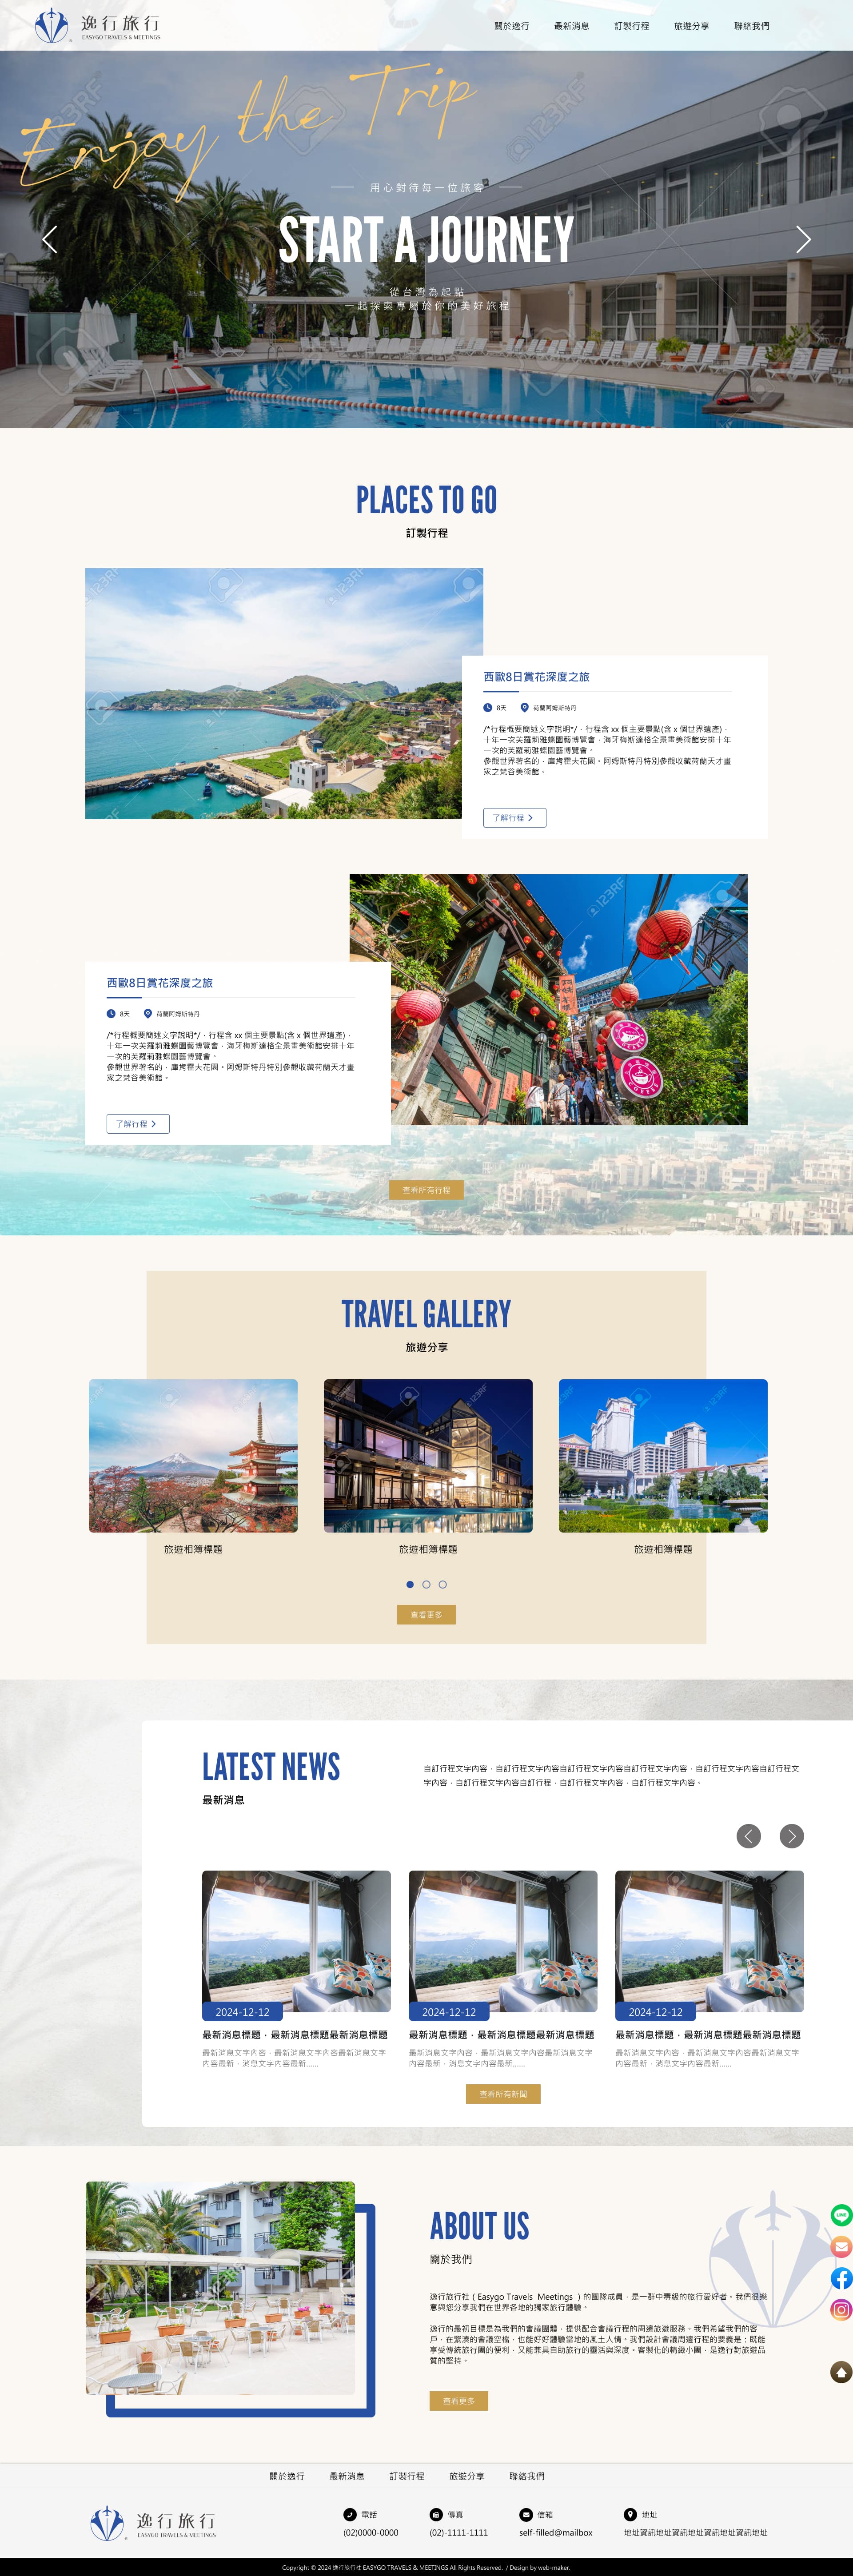 逸行旅行
EASYGO TRAVELS & MEETINGS
關於逸行 最新消息 訂製行程 旅遊分享 聯絡我們
Enjoy the Trip
用心對待每一位旅客
START A JOURNEY
從台灣為起點
一起探索專屬於你的美好旅程
PLACES TO GO
訂製行程
西歐8日賞花深度之旅
8天 荷蘭阿姆斯特丹
/*行程概要簡述文字說明*/，行程含 xx 個主要景點(含 x 個世界遺產)，
十年一次芙羅莉雅蝶園藝博覽會，海牙梅斯達格全景畫美術館安排十年
一次的芙羅莉雅蝶園藝博覽會。
參觀世界著名的，庫肯霍夫花園。阿姆斯特丹特別參觀收藏荷蘭天才畫
家之梵谷美術館。
了解行程
西歐8日賞花深度之旅
8天 荷蘭阿姆斯特丹
/*行程概要簡述文字說明*/，行程含 xx 個主要景點(含 x 個世界遺產)，
十年一次芙羅莉雅蝶園藝博覽會，海牙梅斯達格全景畫美術館安排十年
一次的芙羅莉雅蝶園藝博覽會。
參觀世界著名的，庫肯霍夫花園。阿姆斯特丹特別參觀收藏荷蘭天才畫
家之梵谷美術館。
了解行程
查看所有行程
TRAVEL GALLERY
旅遊分享
旅遊相簿標題 旅遊相簿標題 旅遊相簿標題
查看更多
LATEST NEWS
最新消息
自訂行程文字內容，自訂行程文字內容自訂行程文字內容自訂行程文字內容，自訂行程文字內容自訂行程文
字內容，自訂行程文字內容自訂行程，自訂行程文字內容，自訂行程文字內容。
2024-12-12
最新消息標題，最新消息標題最新消息標題
最新消息文字內容，最新消息文字內容最新消息文字
內容最新，消息文字內容最新......
2024-12-12
最新消息標題，最新消息標題最新消息標題
最新消息文字內容，最新消息文字內容最新消息文字
內容最新，消息文字內容最新......
2024-12-12
最新消息標題，最新消息標題最新消息標題
最新消息文字內容，最新消息文字內容最新消息文字
內容最新，消息文字內容最新......
查看所有新聞
ABOUT US
關於我們
逸行旅行社 ( Easygo Travels Meetings ) 的團隊成員，是一群中毒級的旅行愛好者。我們很樂
意與您分享我們在世界各地的獨家旅行體驗。
逸行的最初目標是為我們的會議團體，提供配合會議行程的周邊旅遊服務。我們希望我們的客
戶，在緊湊的會議空檔，也能好好體驗當地的風土人情。我們設計會議周邊行程的要義是：既能
享受傳統旅行團的便利，又能兼具自助旅行的靈活與深度。客製化的精緻小團，是逸行對旅遊品
質的堅持。
查看更多
LINE
關於逸行 最新消息 訂製行程 旅遊分享 聯絡我們
逸行旅行
EASYGO TRAVELS & MEETINGS
電話
(02)0000-0000
傳真
(02)-1111-1111
信箱
self-filled@mailbox
地址
地址資訊地址資訊地址資訊地址資訊地址
Copyright © 2024 逸行旅行社 EASYGO TRAVELS & MEETINGS All Rights Reserved. / Design by web-maker.